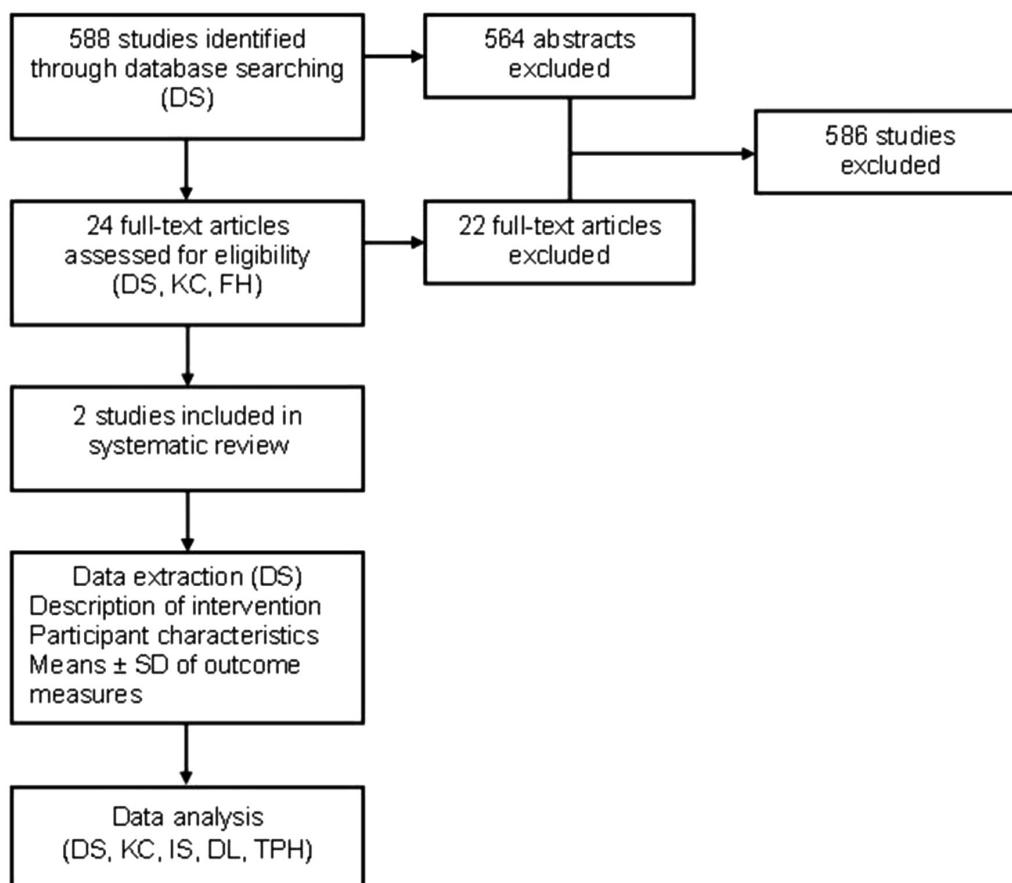 588 studies identified
through database searching
(DS)
564 abstracts
excluded
586 studies
excluded
24 full-text articles
assessed for eligibility
(DS, KC, FH)
22 full-text articles
excluded
2 studies included in
systematic review
Data extraction (DS)
Description of intervention
Participant characteristics
Means ± SD of outcome
measures
Data analysis
(DS, KC, IS, DL, TPH)